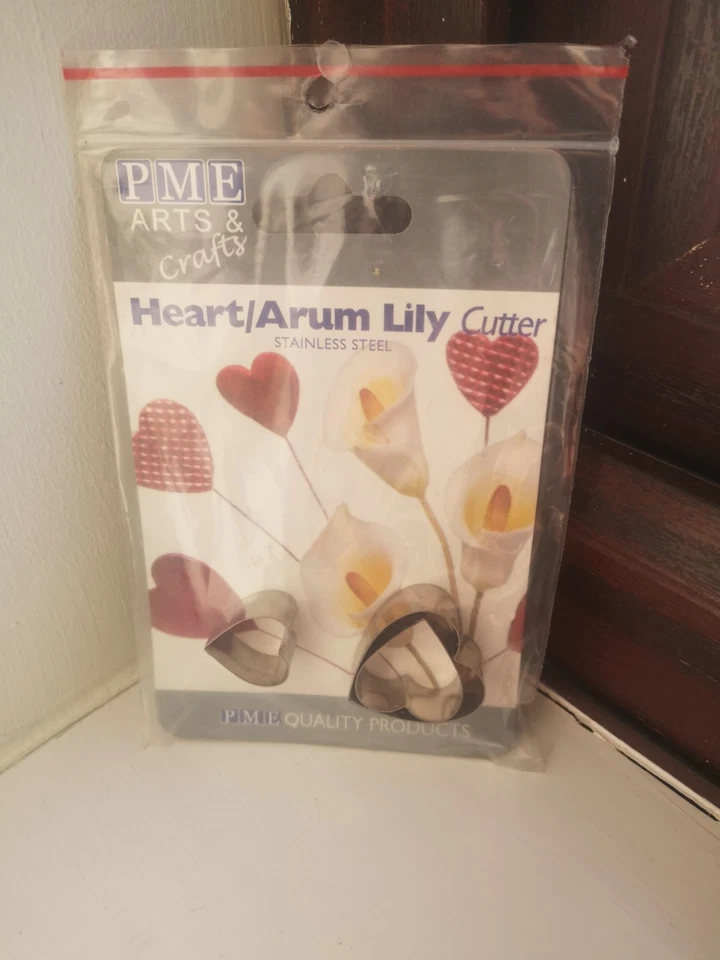 PME
ARTS &
Crafts
Heart/Arum Lily Cutter
STAINLESS STEEL
PME QUALITY PRODUCTS